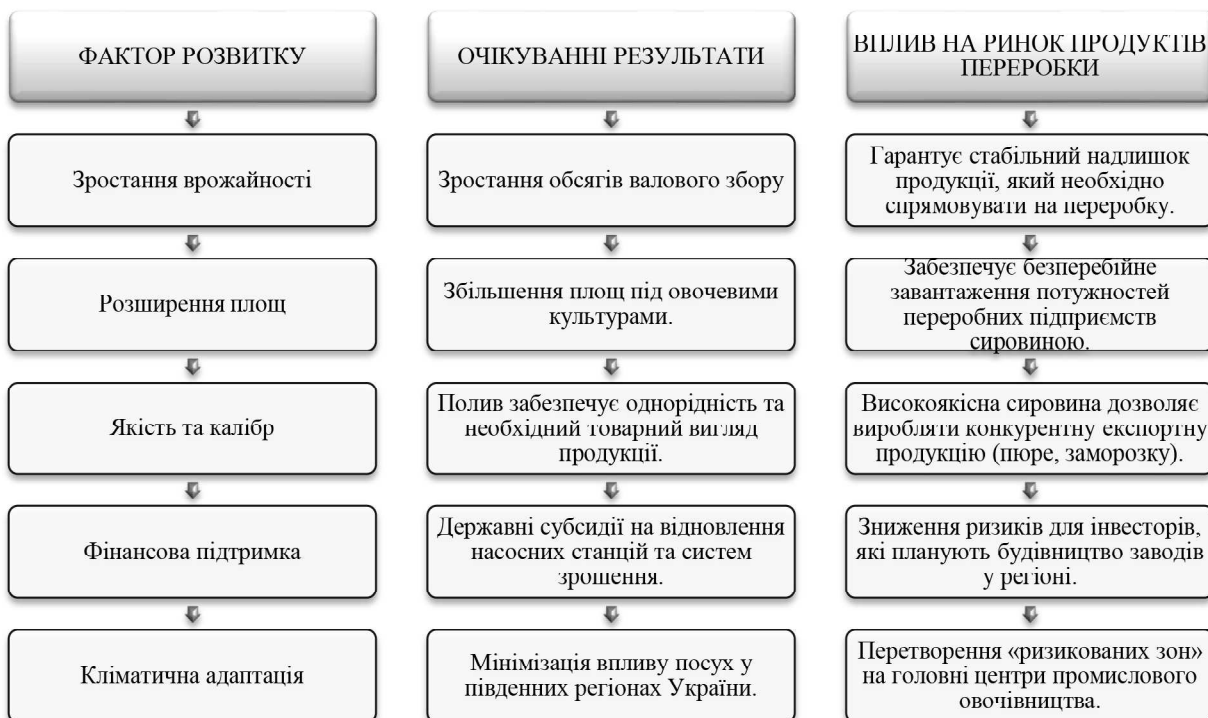 ФАКТОР РОЗВИТКУ
Зростання врожайності
Розширення площ
Якість та калібр
Фінансова підтримка
Кліматична адаптація
ОЧІКУВАННІ РЕЗУЛЬТАТИ
Зростання обсягів валового збору
Збільшення площ під овочевими
культурами.
Полив забезпечує однорідність та
необхідний товарний вигляд
продукції.
Державні субсидії на відновлення
насосних станцій та систем
зрошення.
Мінімізація впливу посух у
південних регіонах України.
ВПЛИВ НА РИНОК ПРОДУКТІВ
ПЕРЕРОБКИ
Гарантує стабільний надлишок
продукції, який необхідно
спрямовувати на переробку.
Забезпечує безперебійне
завантаження потужностей
переробних підприємств
сировиною.
Високоякісна сировина дозволяє
виробляти конкурентну експортну
продукцію (пюре, заморозку).
Зниження ризиків для інвесторів,
які планують будівництво заводів
у регіоні.
Перетворення «ризикованих зон»
на головні центри промислового
овочівництва.